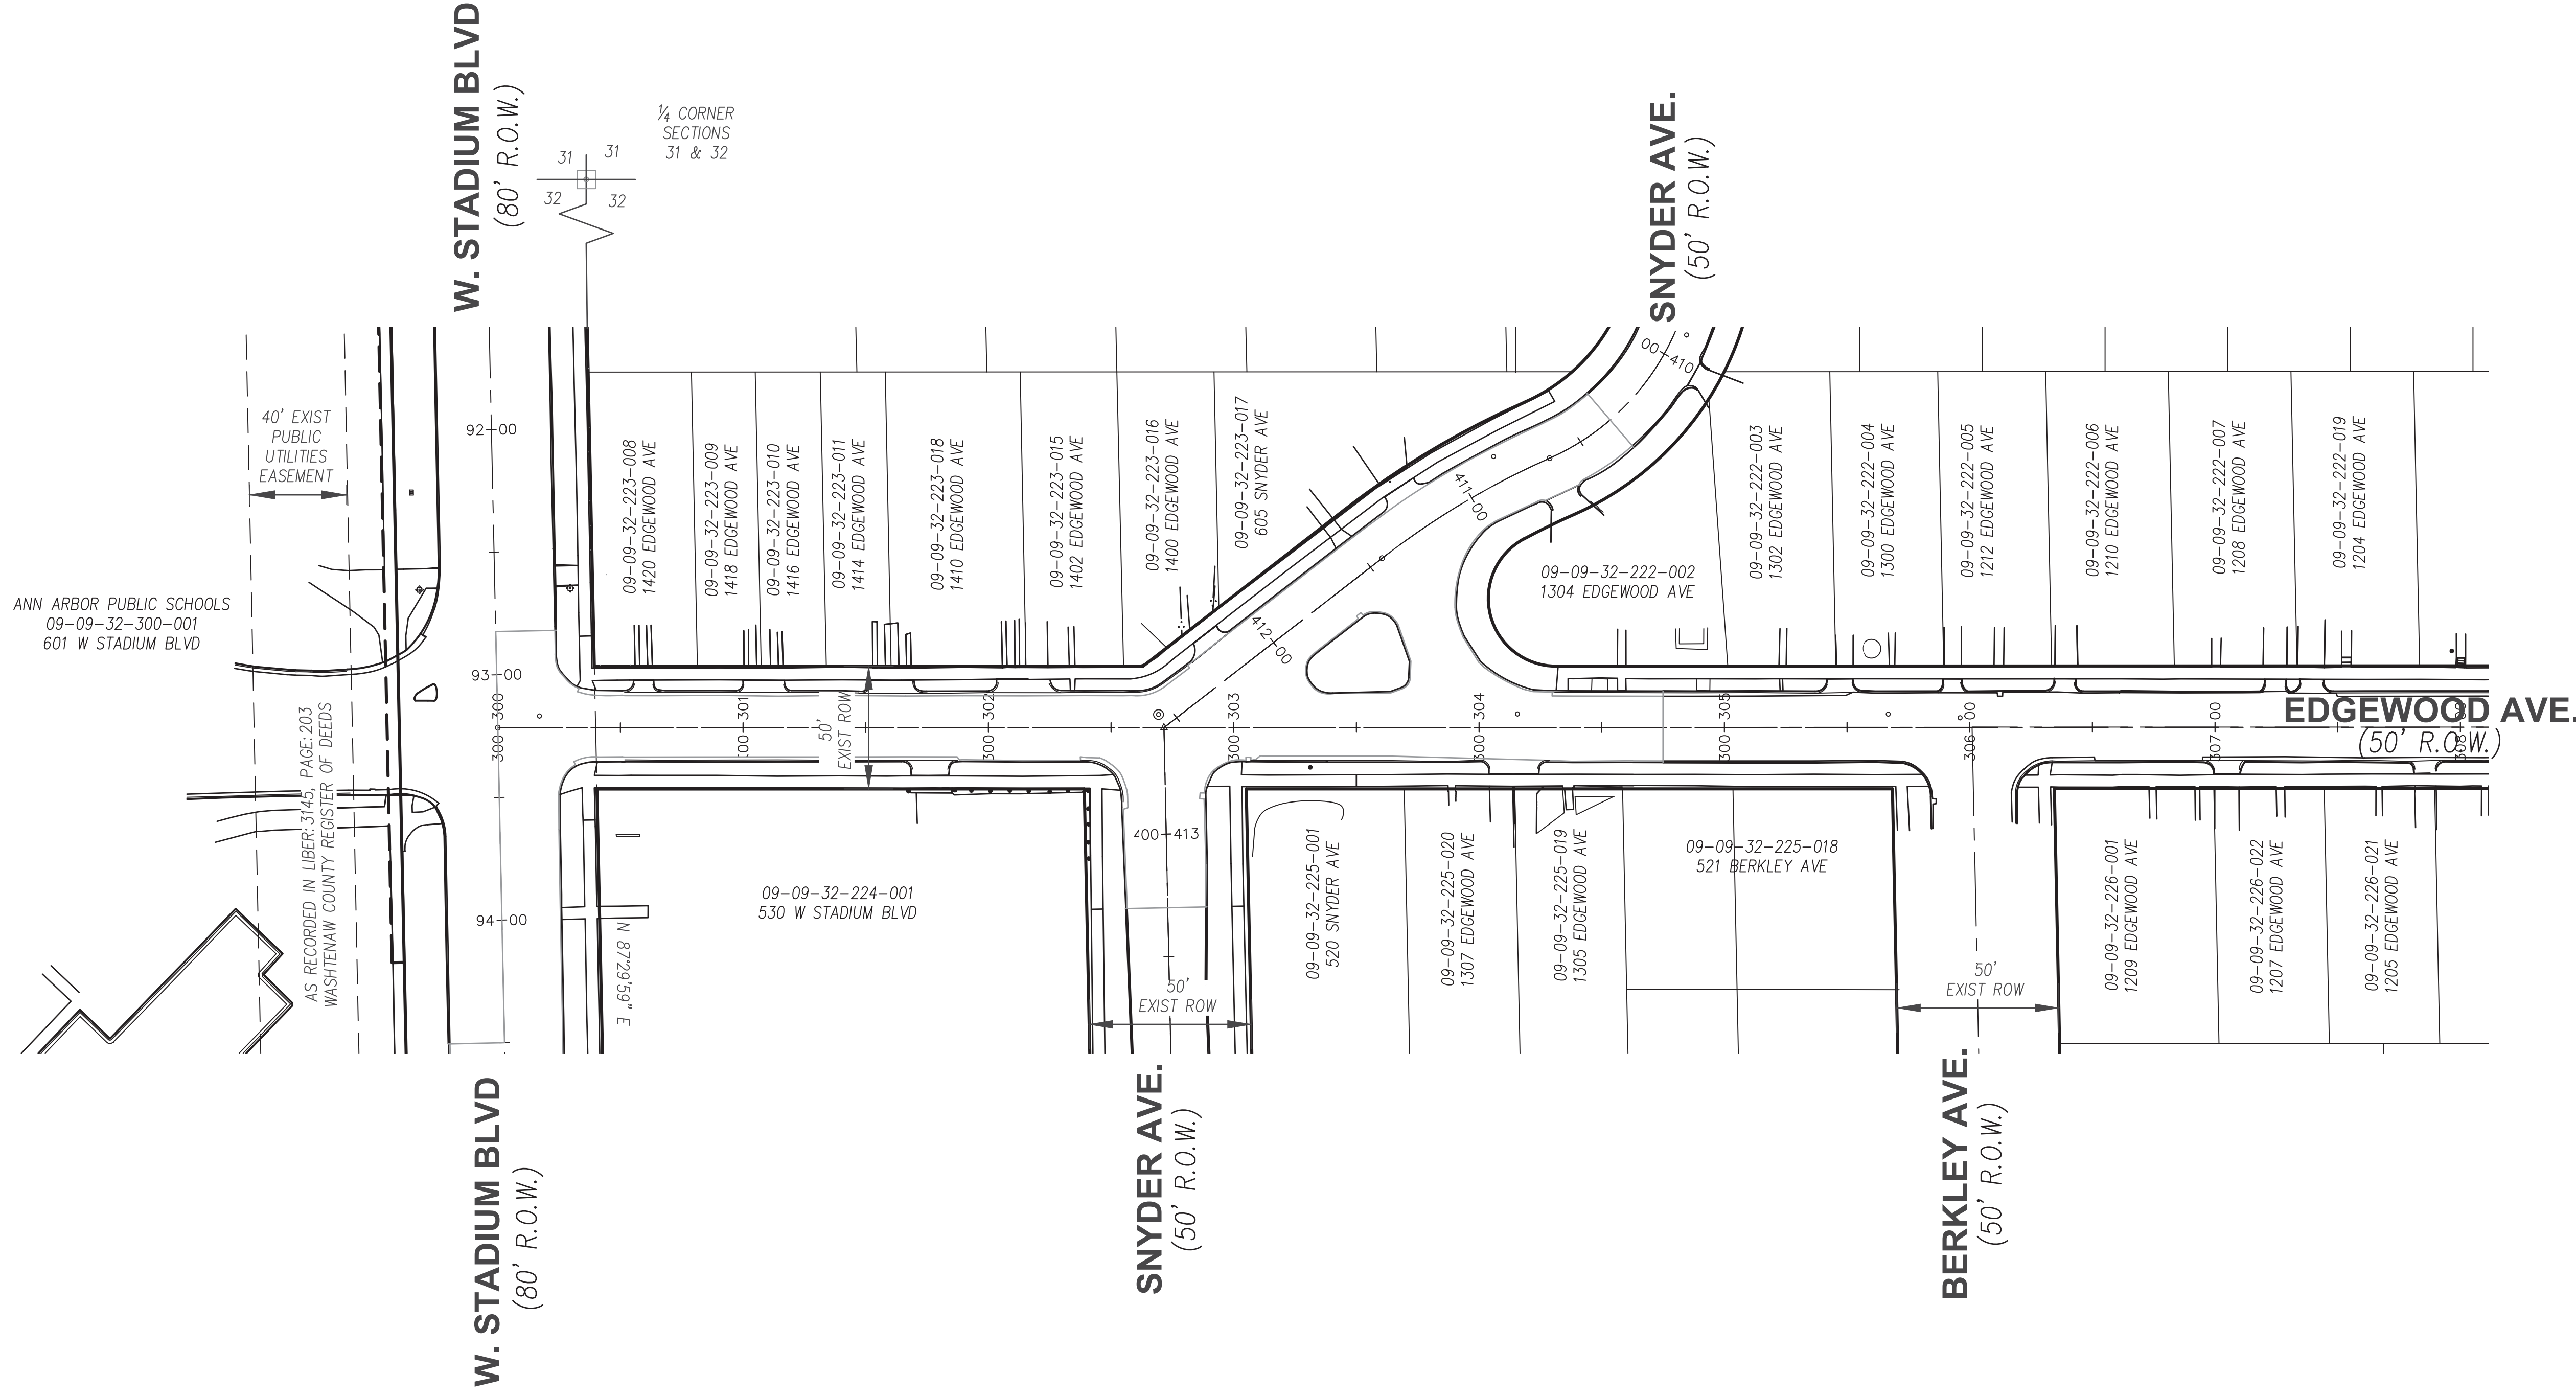 W. STADIUM BLVD
(80' R.O.W.)
¼ CORNER
SECTIONS
31 & 32
31
31
32
32
SNYDER AVE.
(50' R.O.W.)
40' EXIST
PUBLIC
UTILITIES
EASEMENT
92+00
93+00
94+00
ANN ARBOR PUBLIC SCHOOLS
09-09-32-300-001
601 W STADIUM BLVD
AS RECORDED IN LIBER:3145, PAGE:203
WASHTENAW COUNTY REGISTER OF DEEDS
09-09-32-223-008
1420 EDGEWOOD AVE
09-09-32-223-009
1418 EDGEWOOD AVE
09-09-32-223-010
1416 EDGEWOOD AVE
09-09-32-223-011
1414 EDGEWOOD AVE
09-09-32-223-018
1410 EDGEWOOD AVE
09-09-32-223-015
1402 EDGEWOOD AVE
09-09-32-223-016
1400 EDGEWOOD AVE
09-09-32-223-017
605 SNYDER AVE
00+410
411+00
412+00
400+413
09-09-32-222-002
1304 EDGEWOOD AVE
09-09-32-222-003
1302 EDGEWOOD AVE
09-09-32-222-004
1300 EDGEWOOD AVE
09-09-32-222-005
1212 EDGEWOOD AVE
09-09-32-222-006
1210 EDGEWOOD AVE
09-09-32-222-007
1208 EDGEWOOD AVE
09-09-32-222-019
1204 EDGEWOOD AVE
300+300
300+301
300+302
300+303
300+304
300+305
306+00
307+00
308+00
EDGEWOOD AVE.
(50' R.O.W.)
50'
EXIST ROW
09-09-32-224-001
530 W STADIUM BLVD
N 87°29'59" E
50'
EXIST ROW
09-09-32-225-001
520 SNYDER AVE
09-09-32-225-020
1307 EDGEWOOD AVE
09-09-32-225-019
1305 EDGEWOOD AVE
09-09-32-225-018
521 BERKLEY AVE
50'
EXIST ROW
09-09-32-226-001
1209 EDGEWOOD AVE
09-09-32-226-022
1207 EDGEWOOD AVE
09-09-32-226-021
1205 EDGEWOOD AVE
W. STADIUM BLVD
(80' R.O.W.)
SNYDER AVE.
(50' R.O.W.)
BERKLEY AVE.
(50' R.O.W.)